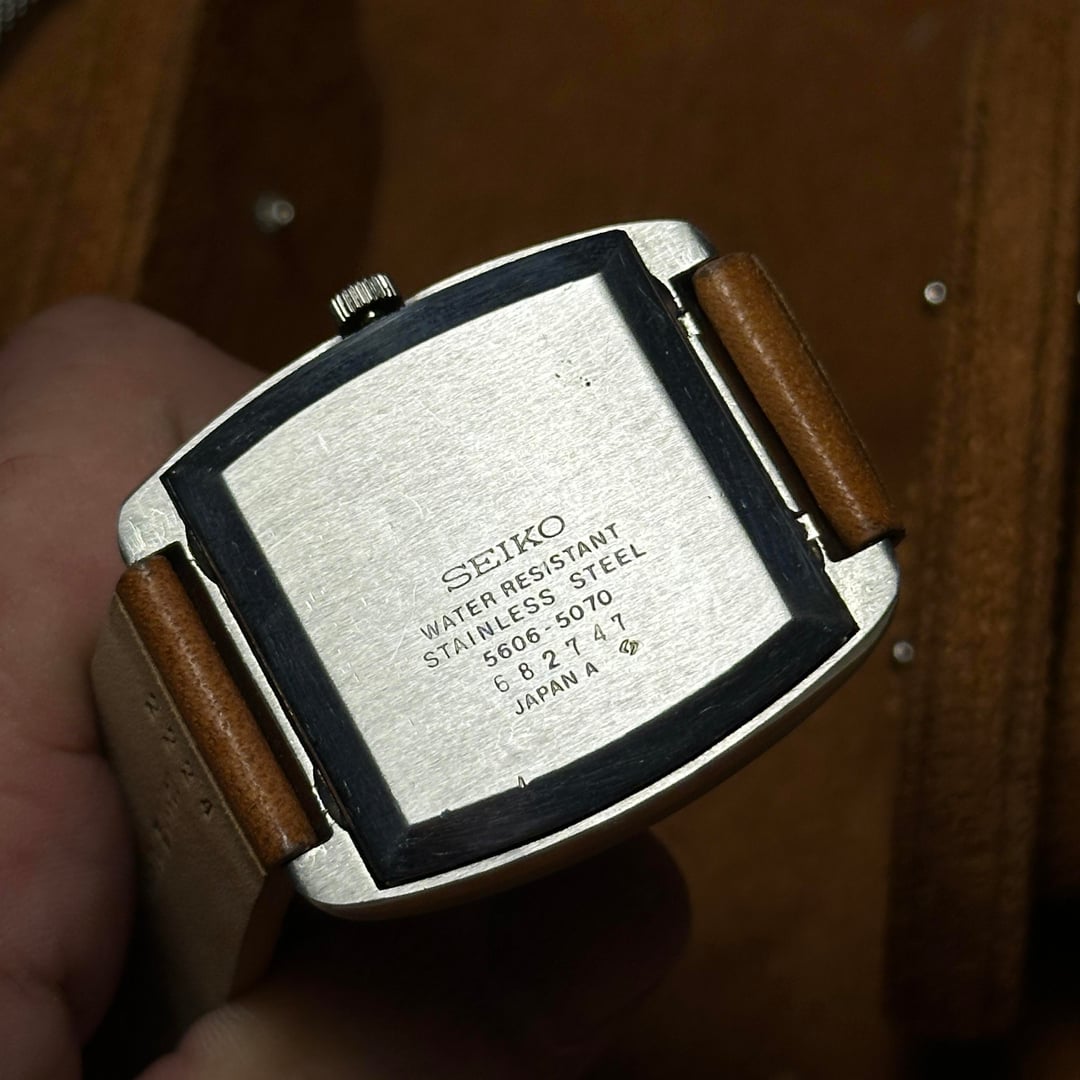 SEIKO
WATER RESISTANT
STAINLESS STEEL
5606-5070
682747
JAPAN A